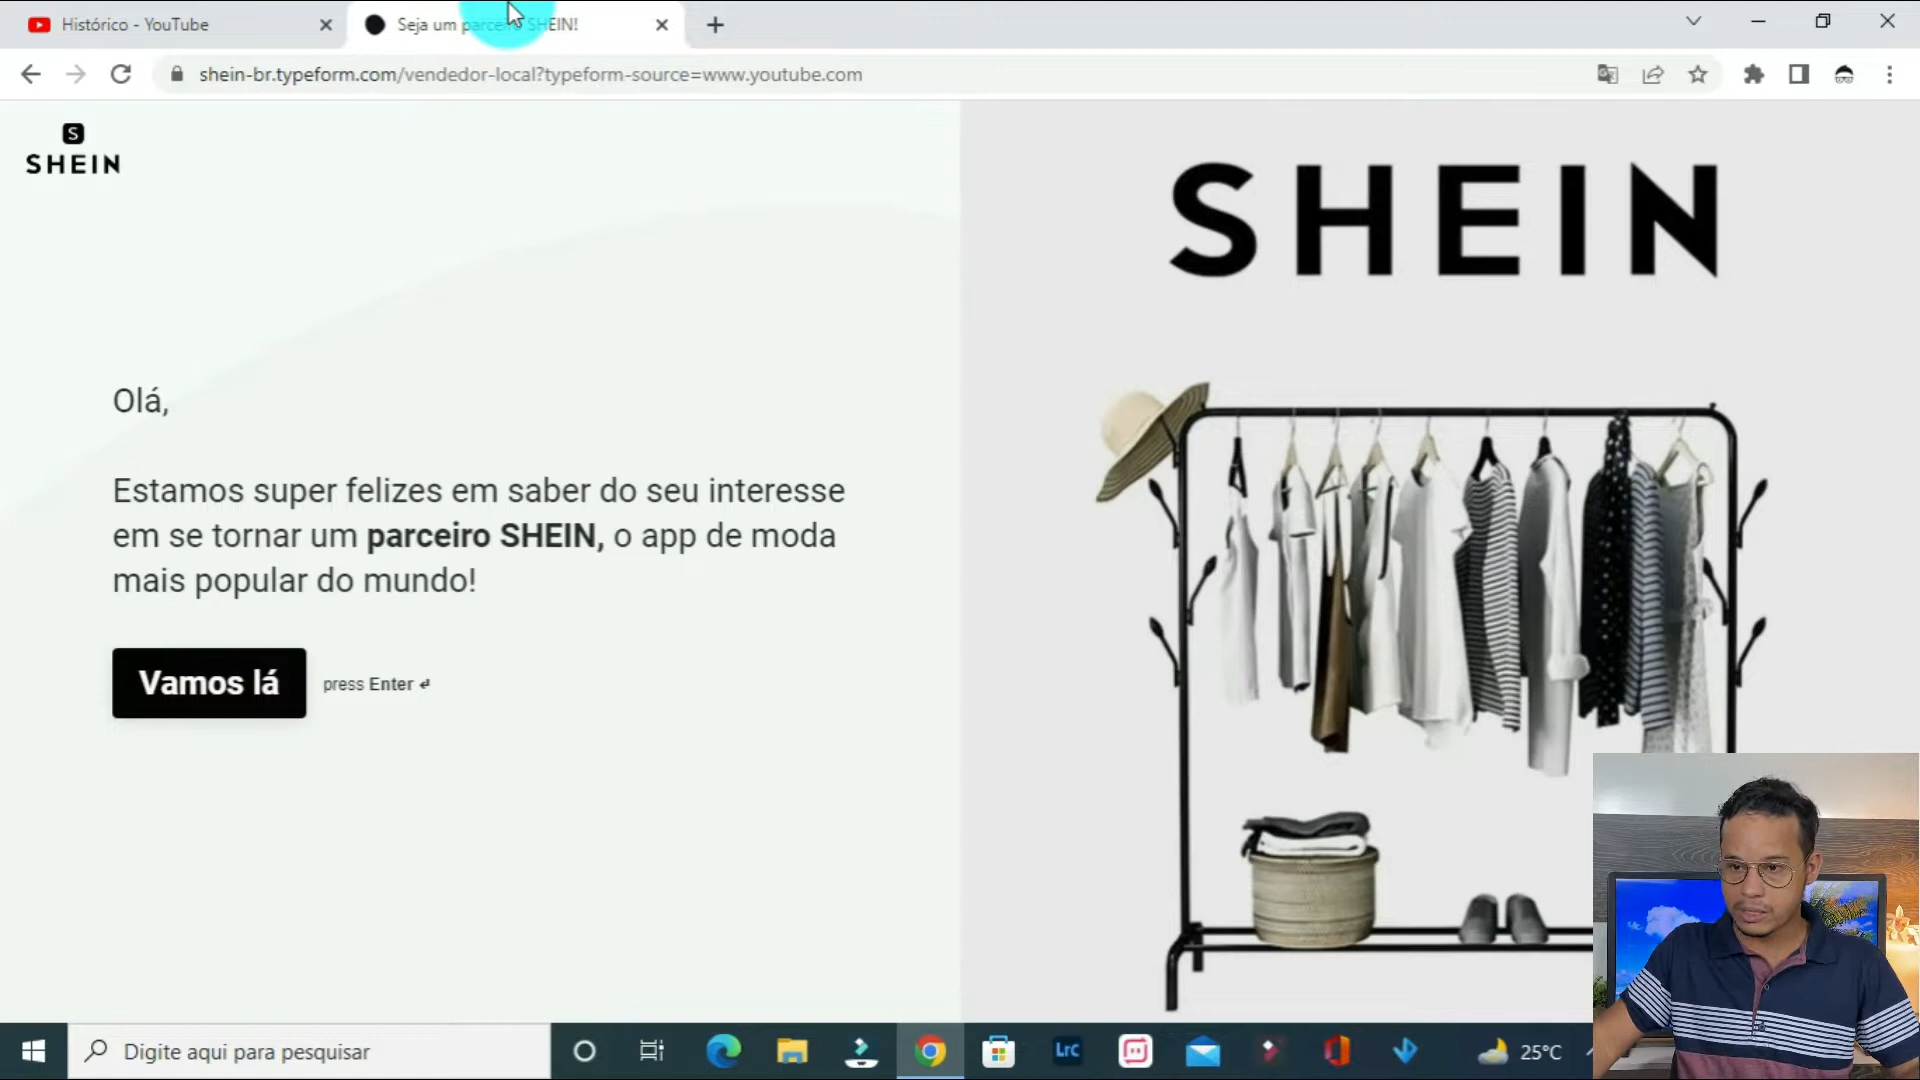 Histórico - YouTube
Seja um parceiro SHEIN!
shein-br.typeform.com/vendedor-local?typeform-source=www.youtube.com
S
SHEIN
SHEIN
Olá,
Estamos super felizes em saber do seu interesse
em se tornar um parceiro SHEIN, o app de moda
mais popular do mundo!
Vamos lá
press Enter ↵
Digite aqui para pesquisar
Lrc
25°C